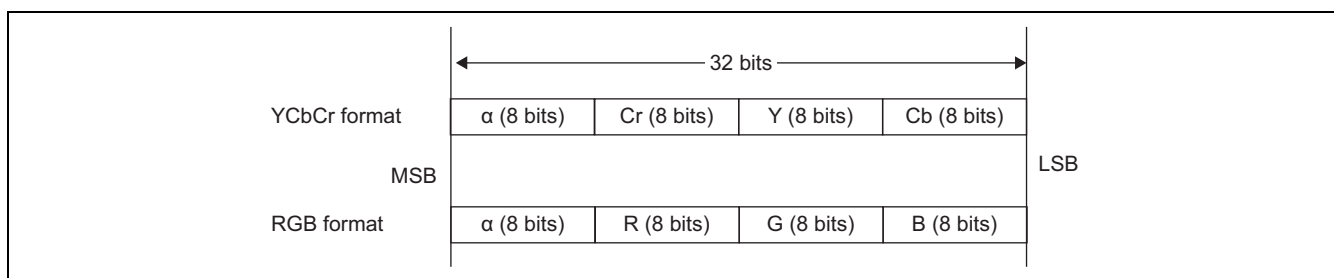 32 bits
YCbCr format α (8 bits) Cr (8 bits) Y (8 bits) Cb (8 bits)
MSB LSB
RGB format α (8 bits) R (8 bits) G (8 bits) B (8 bits)